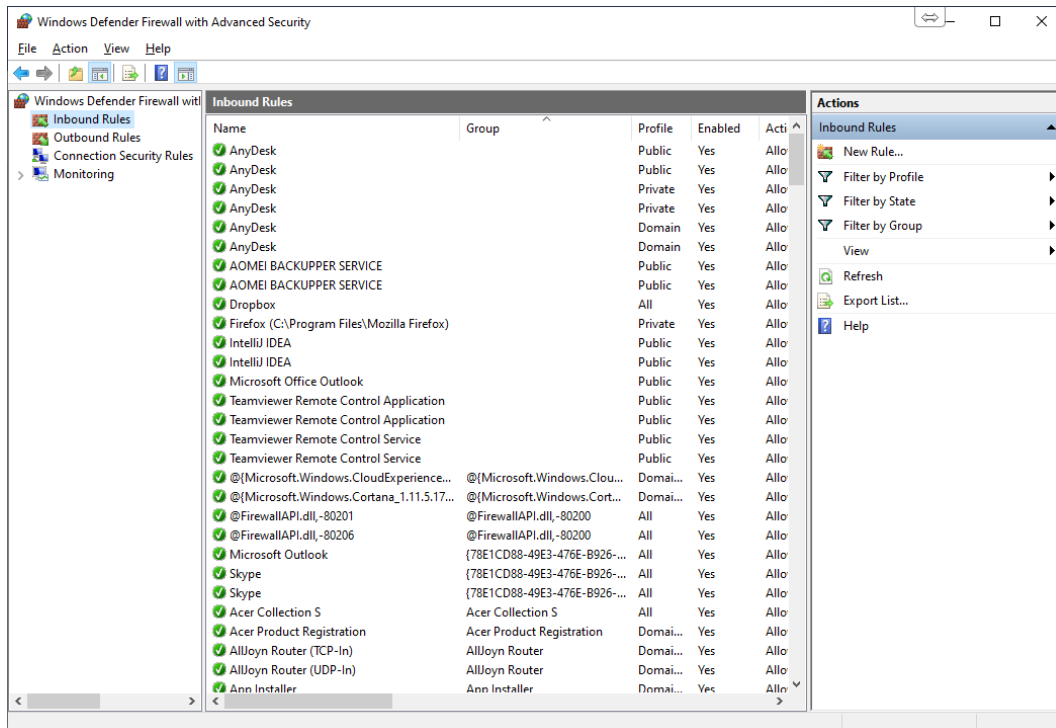 Windows Defender Firewall with Advanced Security
File Action View Help
Windows Defender Firewall witl
Inbound Rules
Outbound Rules
Connection Security Rules
Monitoring
Inbound Rules
Name Group Profile Enabled Acti
AnyDesk Public Yes Allo
AnyDesk Public Yes Allo
AnyDesk Private Yes Allo
AnyDesk Private Yes Allo
AnyDesk Domain Yes Allo
AnyDesk Domain Yes Allo
AOMEI BACKUPPER SERVICE Public Yes Allo
AOMEI BACKUPPER SERVICE Public Yes Allo
Dropbox All Yes Allo
Firefox (C:\Program Files\Mozilla Firefox) Private Yes Allo
IntelliJ IDEA Public Yes Allo
IntelliJ IDEA Public Yes Allo
Microsoft Office Outlook Public Yes Allo
Teamviewer Remote Control Application Public Yes Allo
Teamviewer Remote Control Application Public Yes Allo
Teamviewer Remote Control Service Public Yes Allo
Teamviewer Remote Control Service Public Yes Allo
@{Microsoft.Windows.CloudExperience... @{Microsoft.Windows.Clou... Domai... Yes Allo
@{Microsoft.Windows.Cortana_1.11.5.17... @{Microsoft.Windows.Cort... Domai... Yes Allo
@FirewallAPI.dll,-80201 @FirewallAPI.dll,-80200 All Yes Allo
@FirewallAPI.dll,-80206 @FirewallAPI.dll,-80200 All Yes Allo
Microsoft Outlook {78E1CD88-49E3-476E-B926-... All Yes Allo
Skype {78E1CD88-49E3-476E-B926-... All Yes Allo
Skype {78E1CD88-49E3-476E-B926-... All Yes Allo
Acer Collection S Acer Collection S All Yes Allo
Acer Product Registration Acer Product Registration Domai... Yes Allo
AllJoyn Router (TCP-In) AllJoyn Router Domai... Yes Allo
AllJoyn Router (UDP-In) AllJoyn Router Domai... Yes Allo
App Installer App Installer Domai... Yes Allo
Actions
Inbound Rules
New Rule...
Filter by Profile
Filter by State
Filter by Group
View
Refresh
Export List...
Help